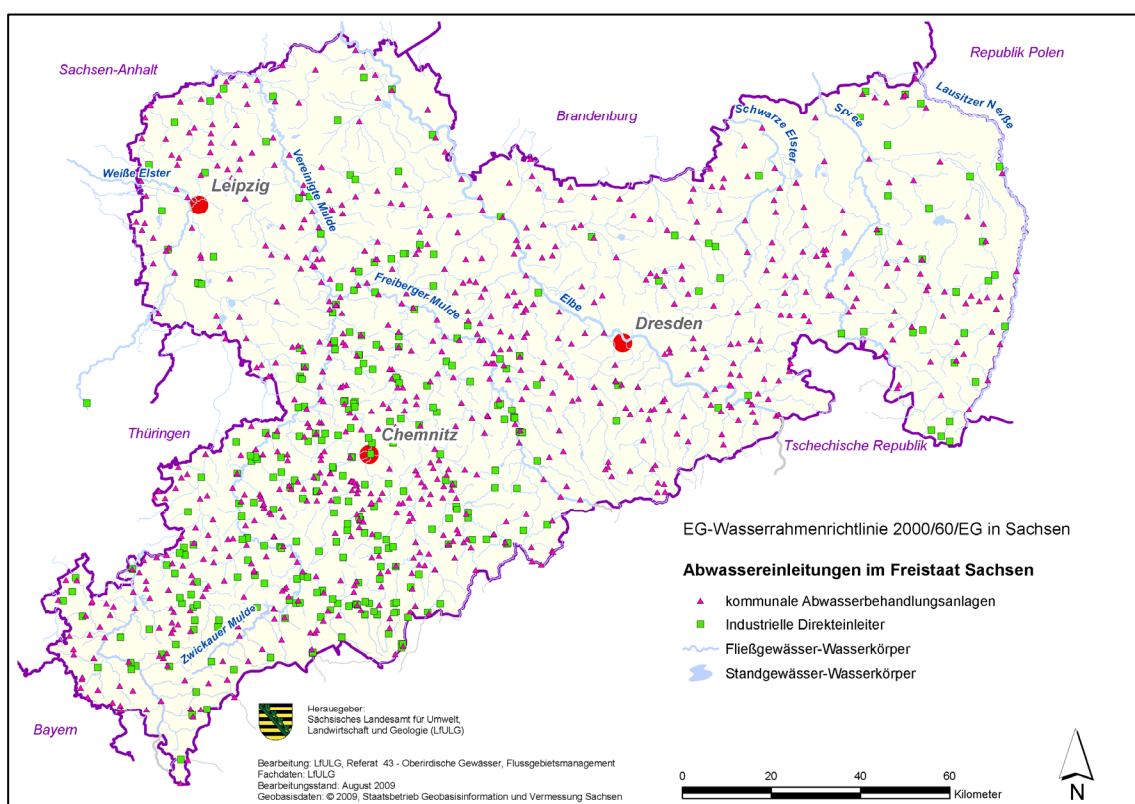 Republik Polen
Sachsen-Anhalt
Lausitzer Neiße
Brandenburg
Schwarze Elster
Spree
Weiße Elster
Vereinigte Mulde
Leipzig
Freiberger Mulde
Elbe
Dresden
Thüringen
Chemnitz
Tschechische Republik
EG-Wasserrahmenrichtlinie 2000/60/EG in Sachsen
Abwassereinleitungen im Freistaat Sachsen
kommunale Abwasserbehandlungsanlagen
Industrielle Direkteinleiter
Fließgewässer-Wasserkörper
Standgewässer-Wasserkörper
Zwickauer Mulde
Bayern
Herausgeber:
Sächsisches Landesamt für Umwelt,
Landwirtschaft und Geologie (LfULG)
Bearbeitung: LfULG, Referat 43 - Oberirdische Gewässer, Flussgebietsmanagement
Fachdaten: LfULG
Bearbeitungsstand: August 2009
Geobasisdaten: © 2009, Staatsbetrieb Geobasisinformation und Vermessung Sachsen
0 20 40 60
Kilometer
N